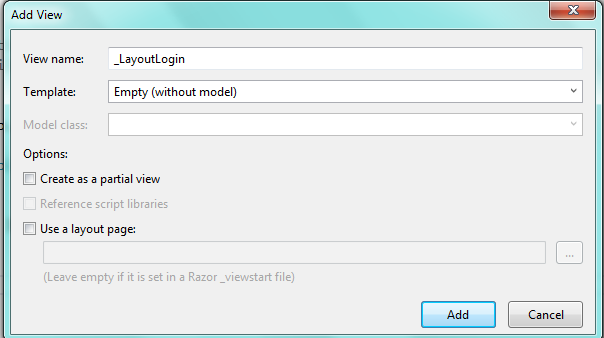 Add View
View name: _LayoutLogin
Template: Empty (without model)
Model class:
Options:
Create as a partial view
Reference script libraries
Use a layout page:
...
(Leave empty if it is set in a Razor _viewstart file)
Add Cancel